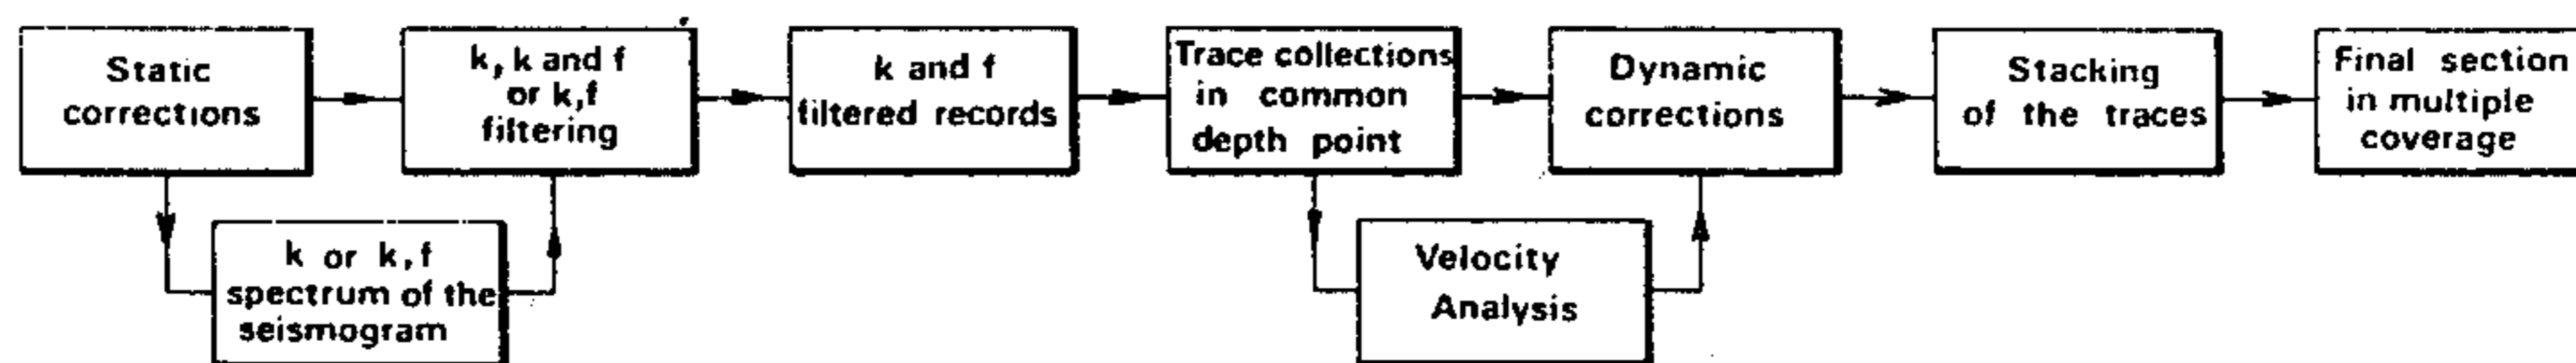 Static
corrections
k, k and f
or k,f
filtering
k and f
filtered records
Trace collections
in common
depth point
Dynamic
corrections
Stacking
of the traces
Final section
in multiple
coverage
k or k,f
spectrum of the
seismogram
Velocity
Analysis